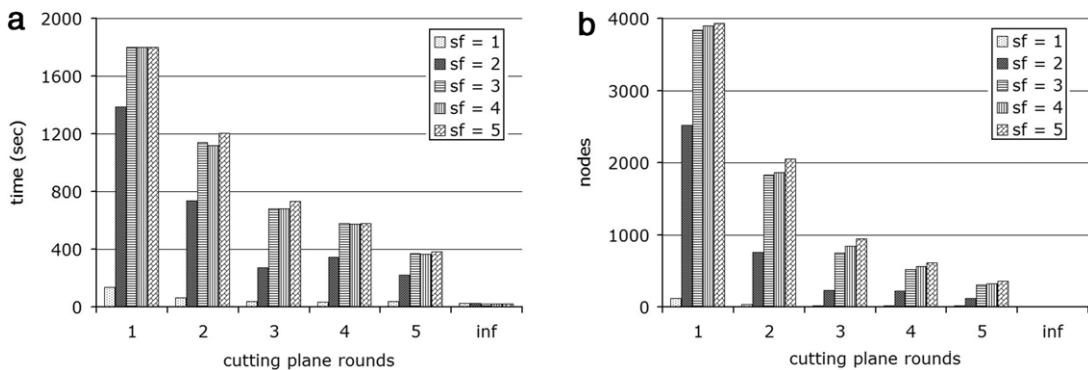 a
2000
1600
1200
800
400
0
time (sec)
sf = 1
sf = 2
sf = 3
sf = 4
sf = 5
1 2 3 4 5 inf
cutting plane rounds
b
4000
3000
2000
1000
0
nodes
sf = 1
sf = 2
sf = 3
sf = 4
sf = 5
1 2 3 4 5 inf
cutting plane rounds